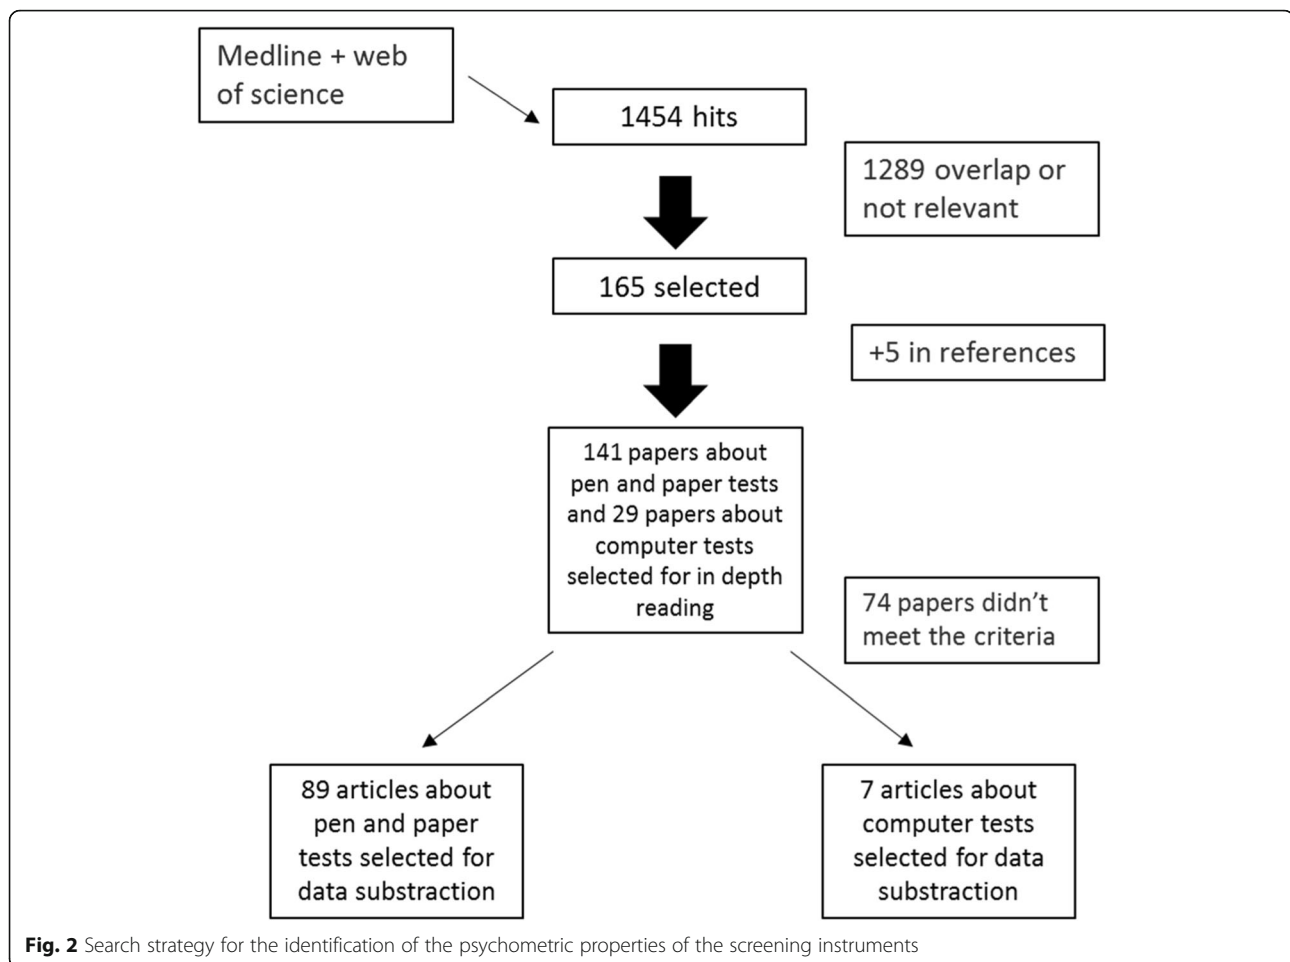 Medline + web
of science
1454 hits
1289 overlap or
not relevant
165 selected
+5 in references
141 papers about
pen and paper tests
and 29 papers about
computer tests
selected for in depth
reading
74 papers didn't
meet the criteria
89 articles about
pen and paper
tests selected for
data substraction
7 articles about
computer tests
selected for data
substraction
Fig. 2 Search strategy for the identification of the psychometric properties of the screening instruments